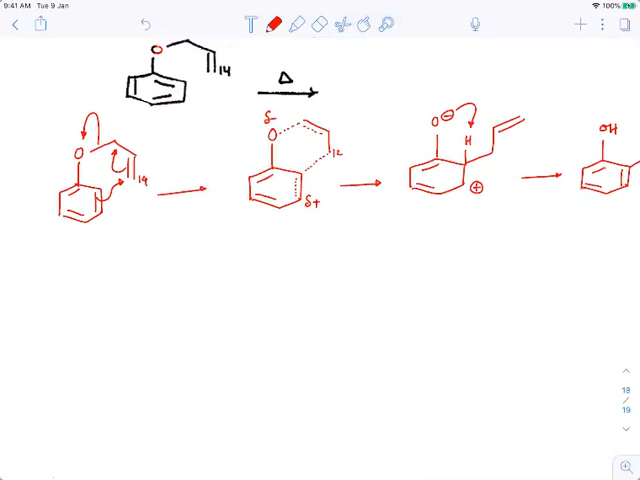 9:41 AM Tue 9 Jan
100%
T
O
14
Δ
O
14
δ-
O
12
δ+
O ⊖
H
⊕
OH
18
/
19